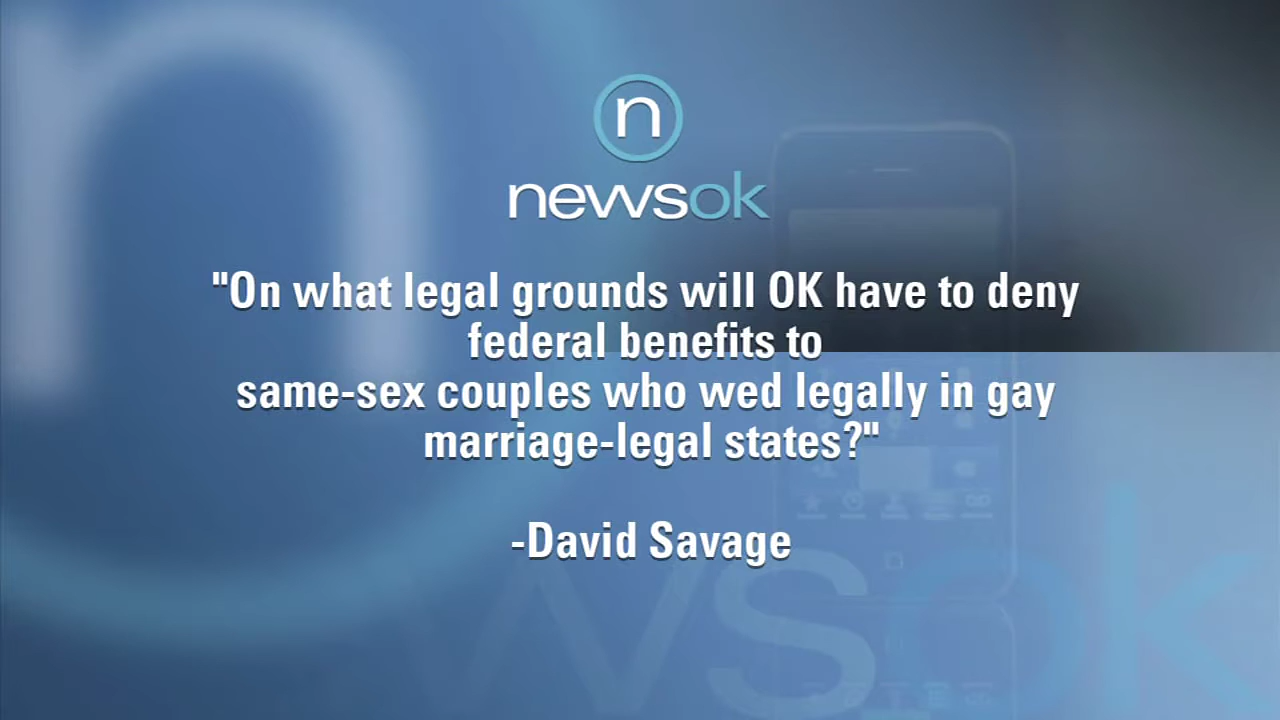 n
newsok
"On what legal grounds will OK have to deny
federal benefits to
same-sex couples who wed legally in gay
marriage-legal states?"
-David Savage
n
wsok